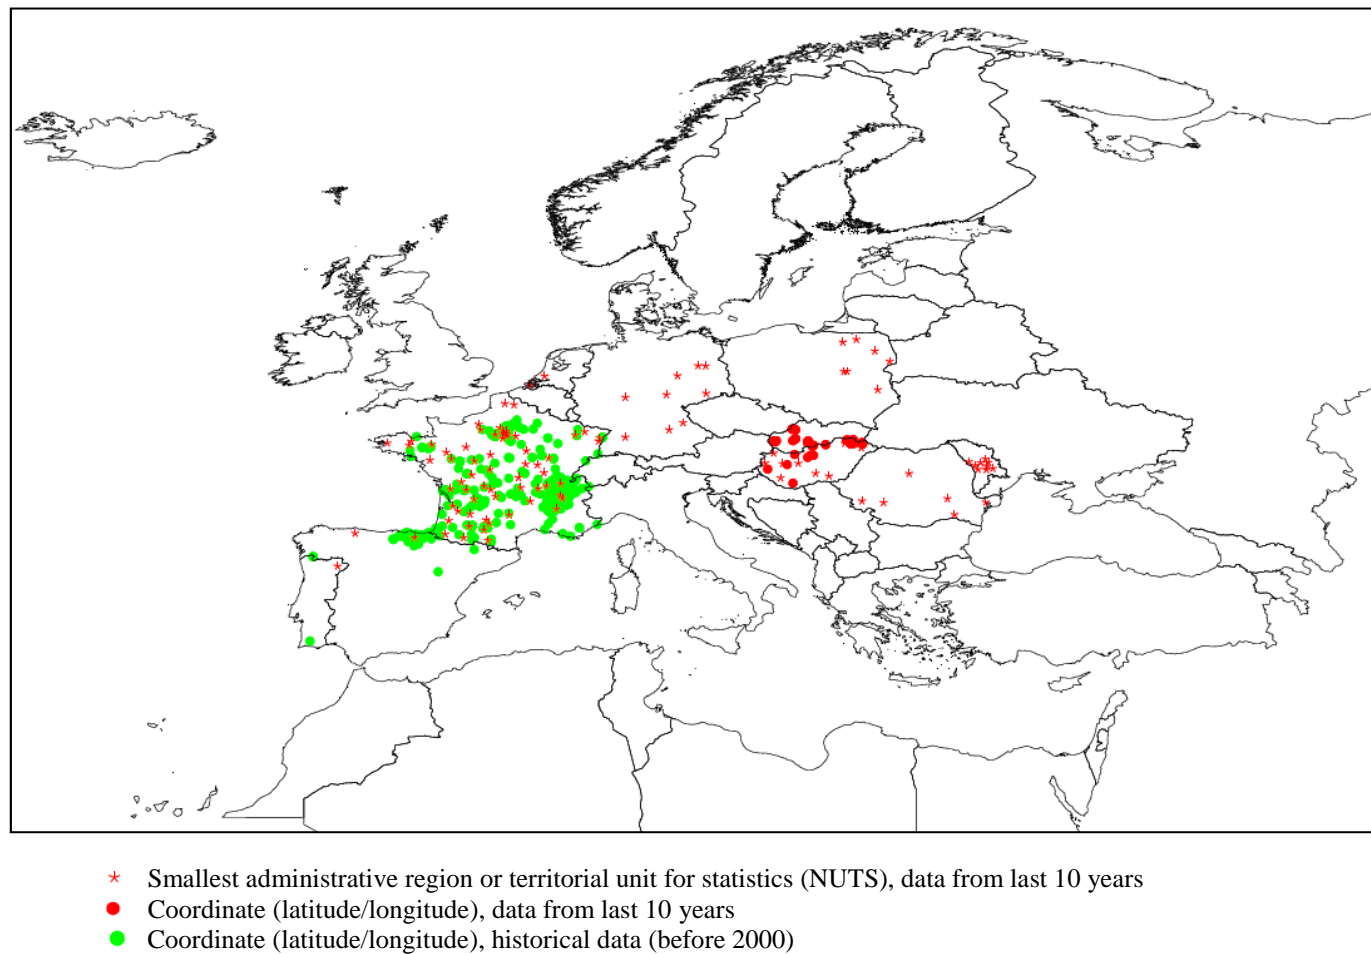 Smallest administrative region or territorial unit for statistics (NUTS), data from last 10 years
Coordinate (latitude/longitude), data from last 10 years
Coordinate (latitude/longitude), historical data (before 2000)